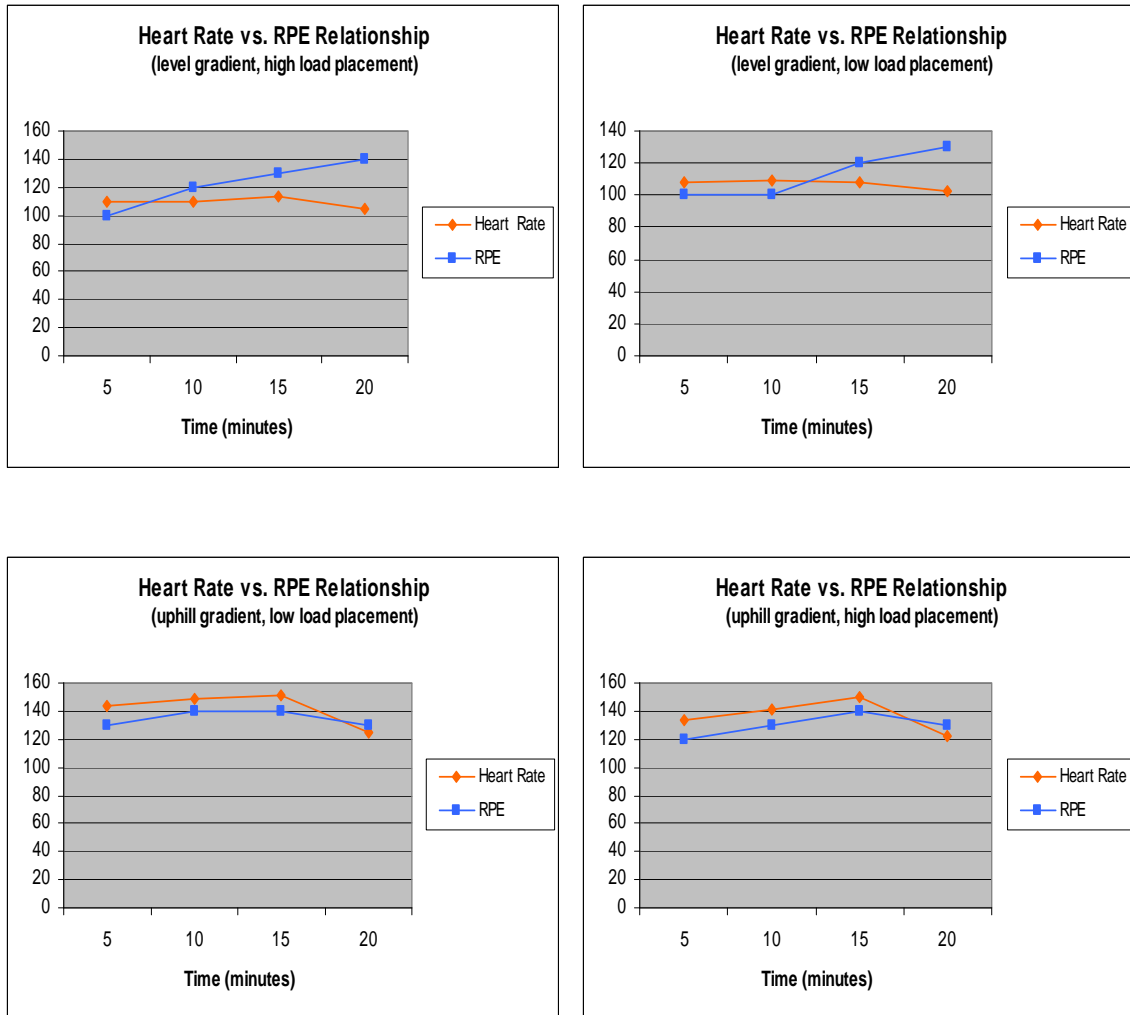 Heart Rate vs. RPE Relationship
(level gradient, high load placement)
160
140
120
100
80
60
40
20
0
5 10 15 20
Time (minutes)
Heart Rate
RPE
Heart Rate vs. RPE Relationship
(level gradient, low load placement)
140
120
100
80
60
40
20
0
5 10 15 20
Time (minutes)
Heart Rate
RPE
Heart Rate vs. RPE Relationship
(uphill gradient, low load placement)
160
140
120
100
80
60
40
20
0
5 10 15 20
Time (minutes)
Heart Rate
RPE
Heart Rate vs. RPE Relationship
(uphill gradient, high load placement)
160
140
120
100
80
60
40
20
0
5 10 15 20
Time (minutes)
Heart Rate
RPE